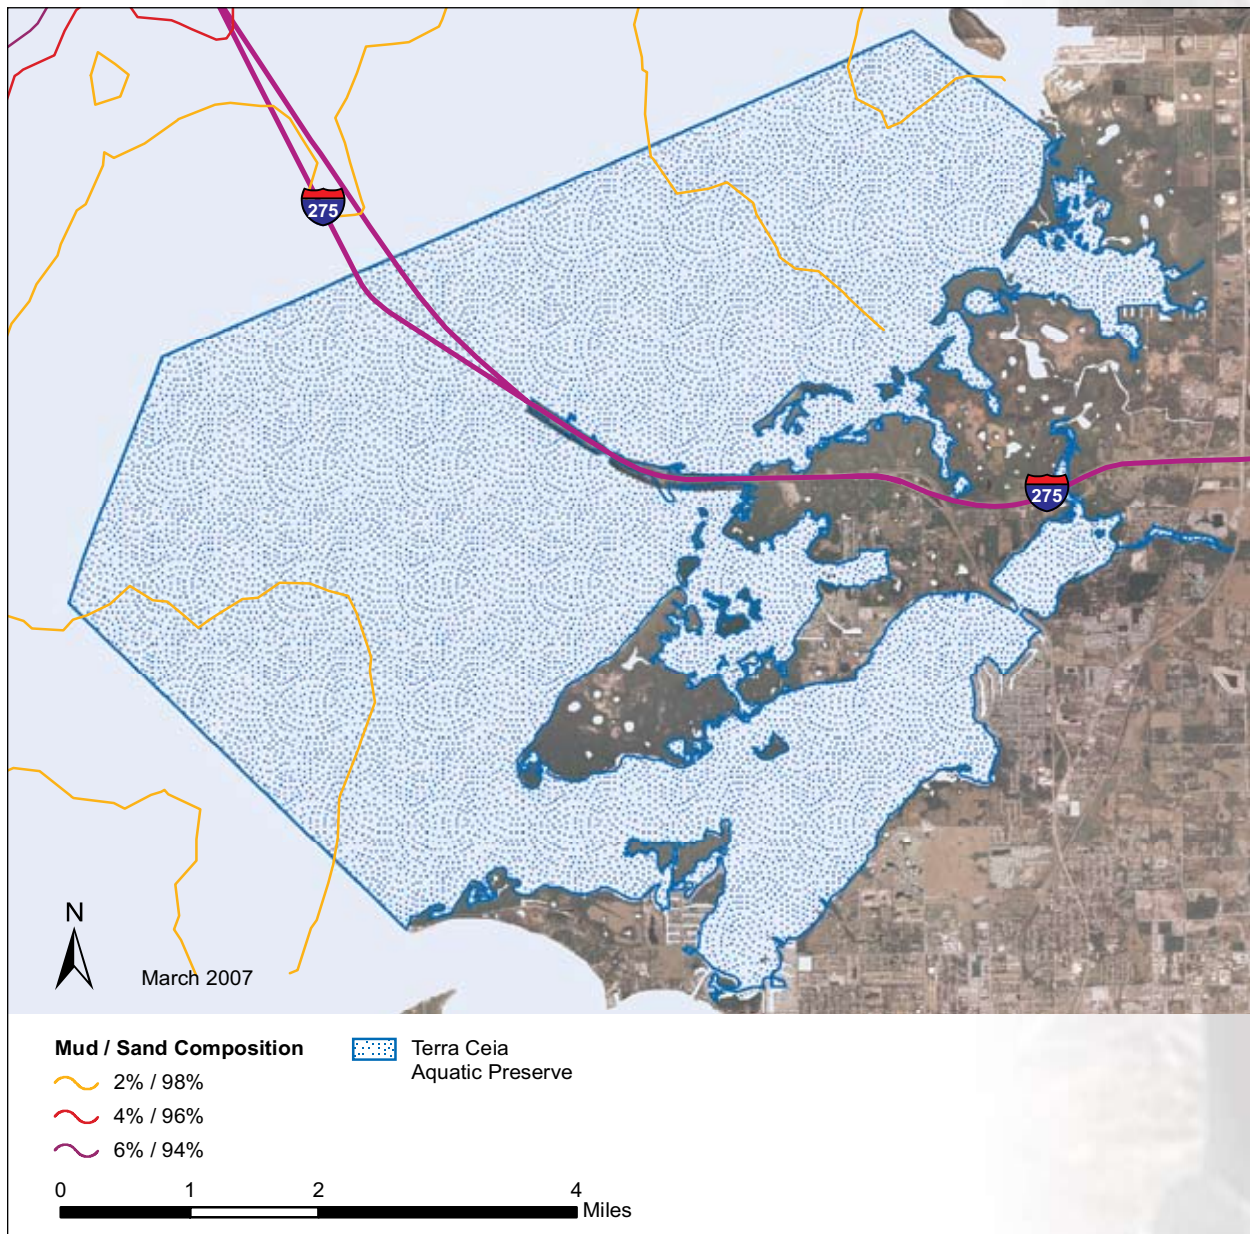 275
275
N
March 2007
Mud / Sand Composition
2% / 98%
4% / 96%
6% / 94%
Terra Ceia
Aquatic Preserve
0 1 2 4
Miles